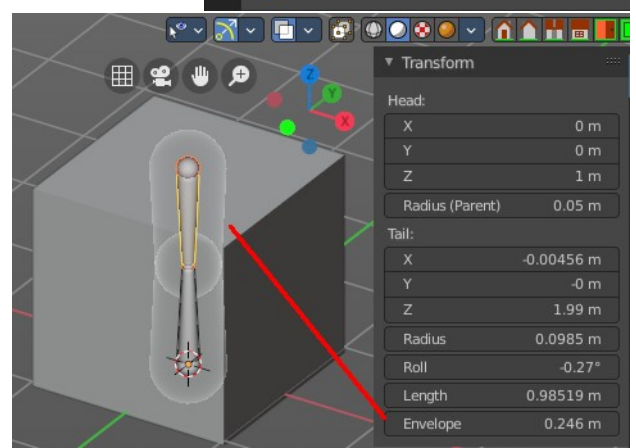 Z
Y
X
Transform
Head:
X 0 m
Y 0 m
Z 1 m
Radius (Parent) 0.05 m
Tail:
X -0.00456 m
Y -0 m
Z 1.99 m
Radius 0.0985 m
Roll -0.27°
Length 0.98519 m
Envelope 0.246 m